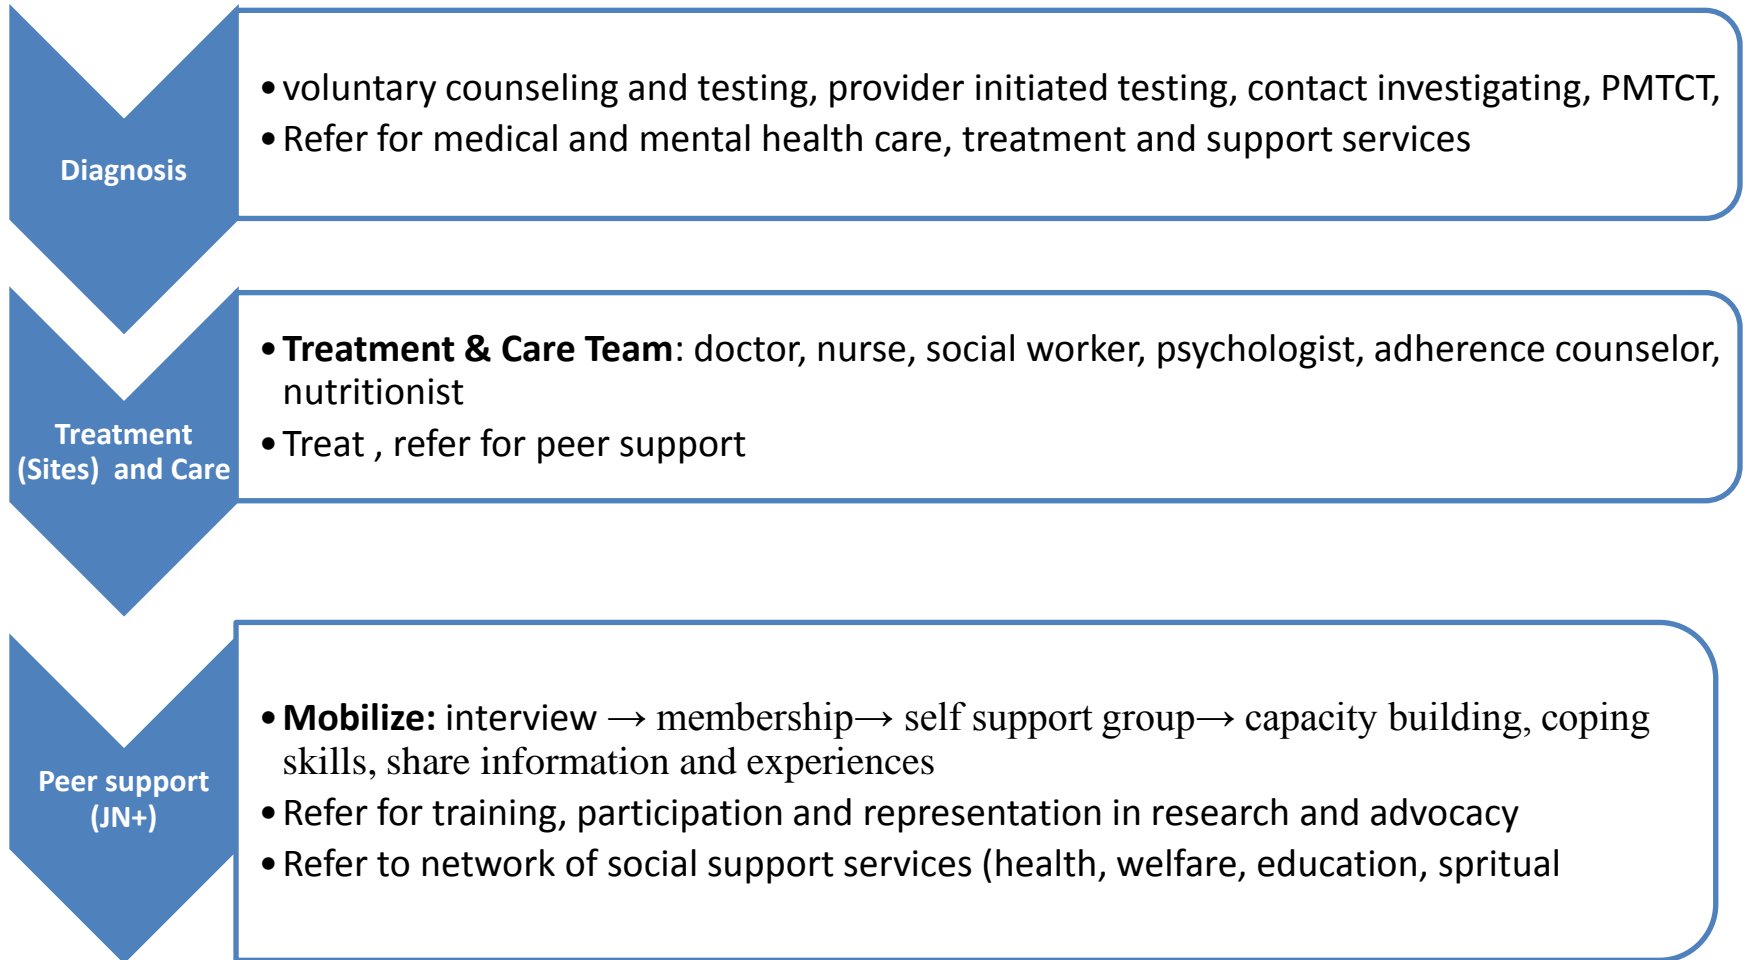 Diagnosis
• voluntary counseling and testing, provider initiated testing, contact investigating, PMTCT,
• Refer for medical and mental health care, treatment and support services
Treatment
(Sites) and Care
• Treatment & Care Team: doctor, nurse, social worker, psychologist, adherence counselor,
nutritionist
• Treat , refer for peer support
Peer support
(JN+)
• Mobilize: interview → membership→ self support group→ capacity building, coping
skills, share information and experiences
• Refer for training, participation and representation in research and advocacy
• Refer to network of social support services (health, welfare, education, spritual